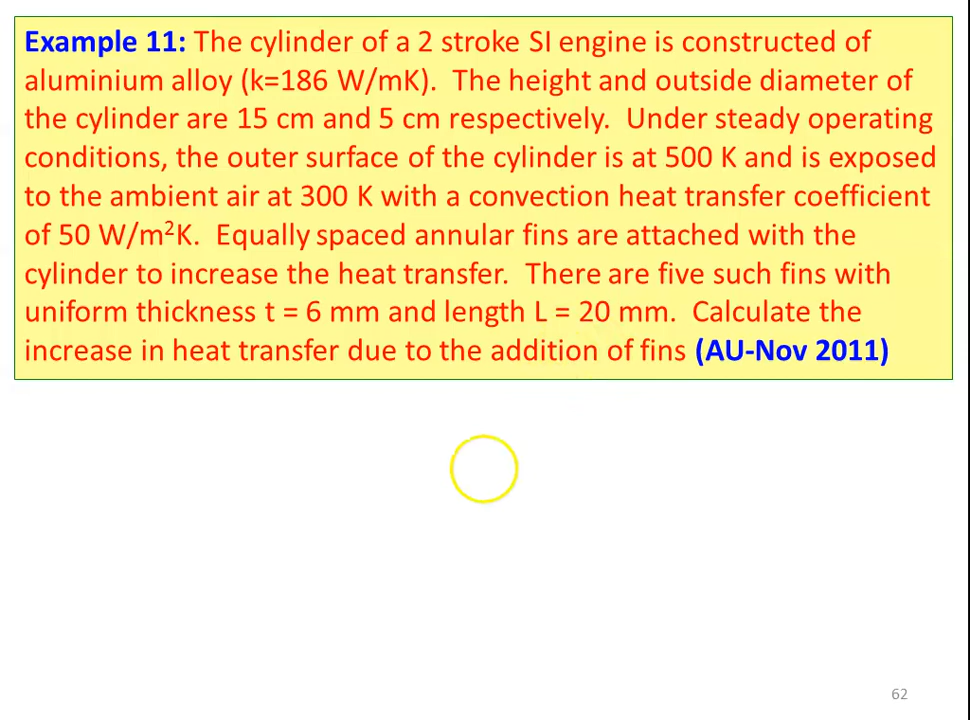 Example 11: The cylinder of a 2 stroke SI engine is constructed of
aluminium alloy (k=186 W/mK).  The height and outside diameter of
the cylinder are 15 cm and 5 cm respectively.  Under steady operating
conditions, the outer surface of the cylinder is at 500 K and is exposed
to the ambient air at 300 K with a convection heat transfer coefficient
of 50 W/m²K.  Equally spaced annular fins are attached with the
cylinder to increase the heat transfer.  There are five such fins with
uniform thickness t = 6 mm and length L = 20 mm.  Calculate the
increase in heat transfer due to the addition of fins (AU-Nov 2011)
62